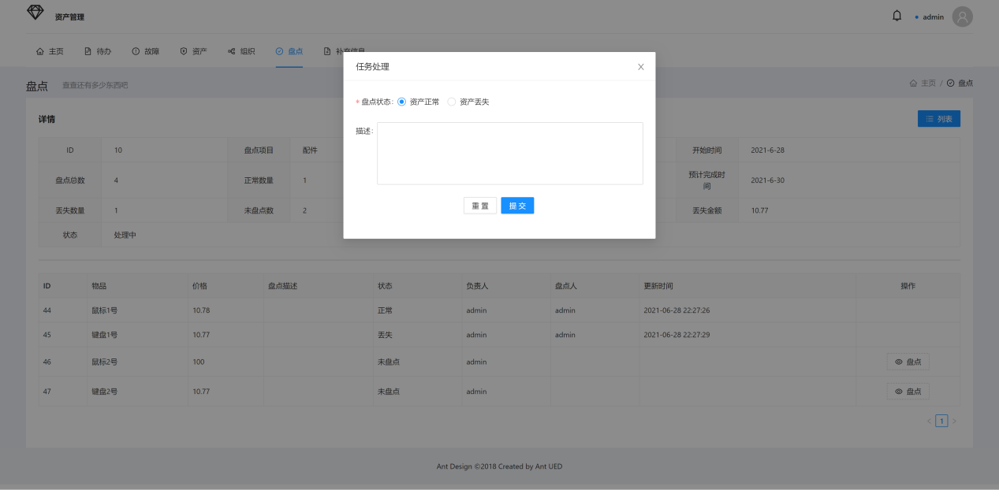 资产管理
admin
主页 待办 故障 资产 组织 盘点 补充信息
任务处理
盘点 查查还有多少东西吧
主页 / 盘点
* 盘点状态: 资产正常 资产丢失
详情
列表
描述:
ID 10 盘点项目 配件 开始时间 2021-6-28
盘点总数 4 正常数量 1 预计完成时间 2021-6-30
丢失数量 1 未盘点数 2 丢失金额 10.77
重 置 提 交
状态 处理中
ID 物品 价格 盘点描述 状态 负责人 盘点人 更新时间 操作
44 鼠标1号 10.78 正常 admin admin 2021-06-28 22:27:26
45 键盘1号 10.77 丢失 admin admin 2021-06-28 22:27:29
46 鼠标2号 100 未盘点 admin 盘点
47 键盘2号 10.77 未盘点 admin 盘点
< 1 >
Ant Design ©2018 Created by Ant UED